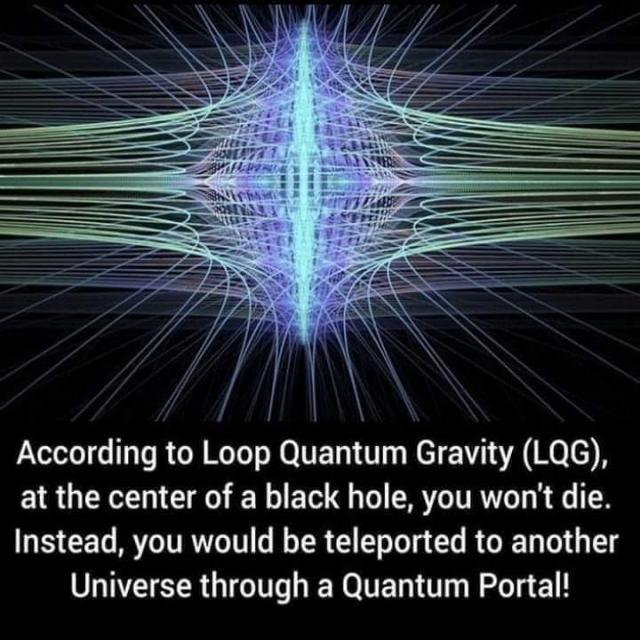 According to Loop Quantum Gravity (LQG),
at the center of a black hole, you won't die.
Instead, you would be teleported to another
Universe through a Quantum Portal!